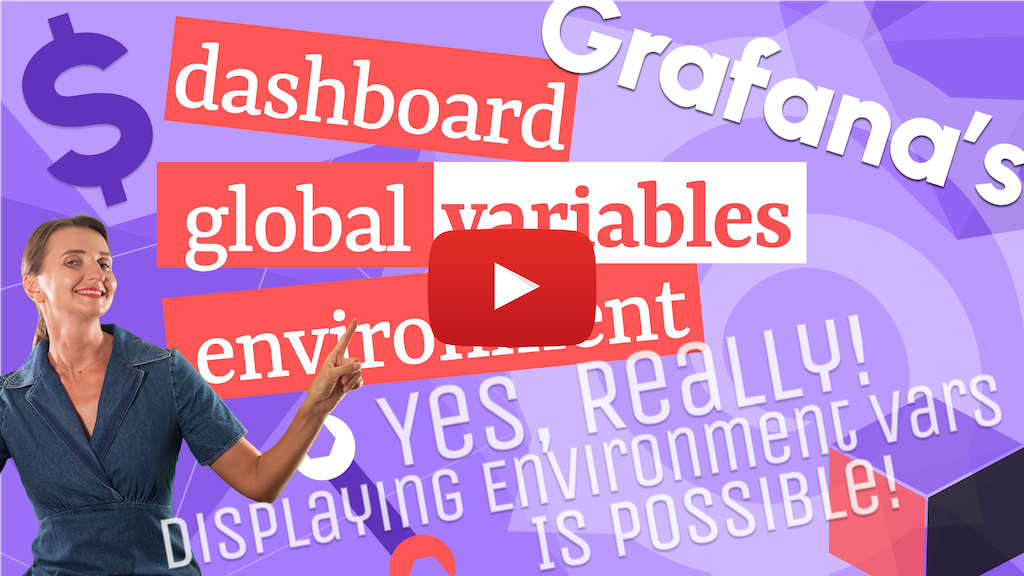 $
Grafana's
dashboard
global variables
environment
Yes, Really!
Displaying Environment Vars
is possible!